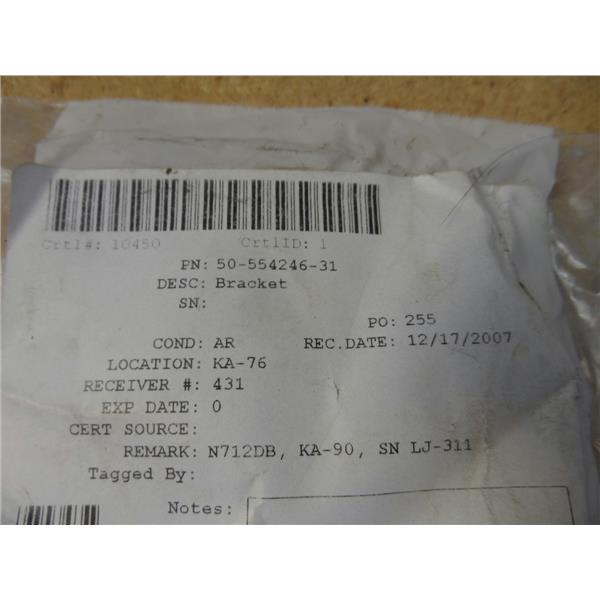 Crtl#: 10450 CrtlID: 1
PN: 50-554246-31
DESC: Bracket
SN:
PO: 255
COND: AR REC.DATE: 12/17/2007
LOCATION: KA-76
RECEIVER #: 431
EXP DATE: 0
CERT SOURCE:
REMARK: N712DB, KA-90, SN LJ-311
Tagged By:
Notes: